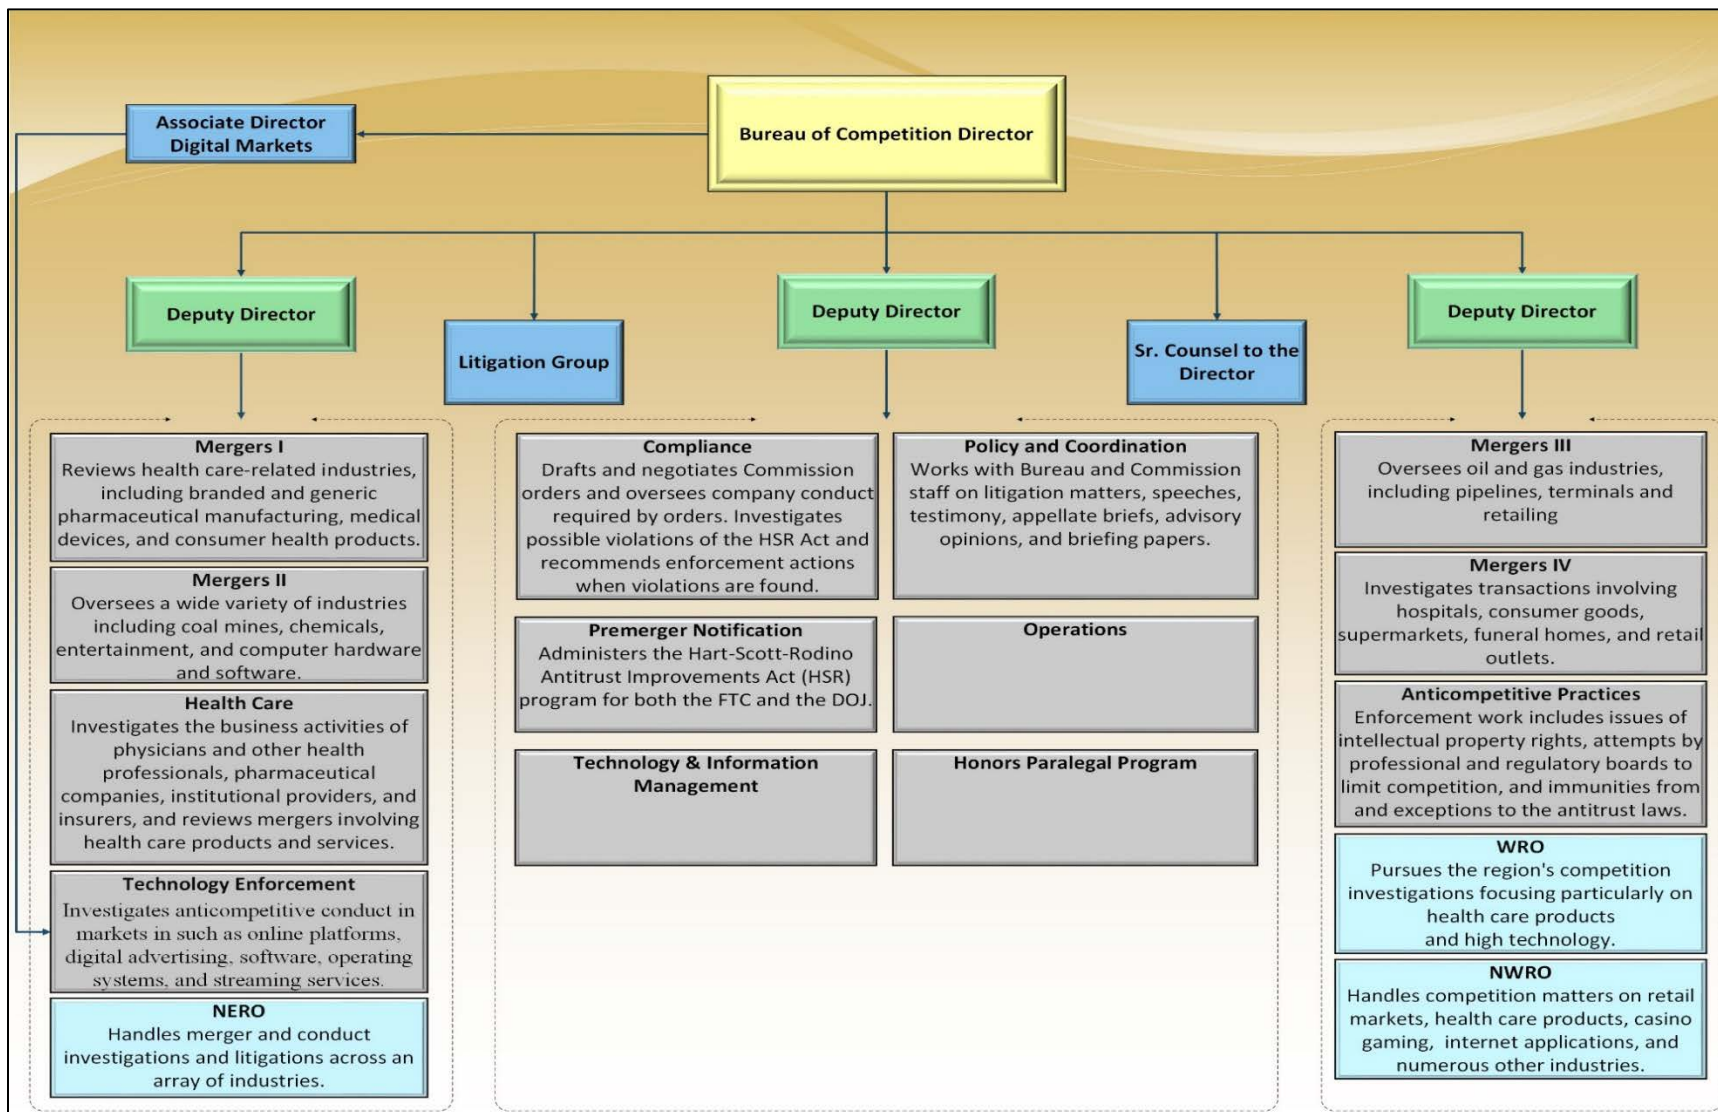 Associate Director
Digital Markets
Bureau of Competition Director
Deputy Director
Litigation Group
Deputy Director
Sr. Counsel to the
Director
Deputy Director
Mergers I
Reviews health care-related industries,
including branded and generic
pharmaceutical manufacturing, medical
devices, and consumer health products.
Mergers II
Oversees a wide variety of industries
including coal mines, chemicals,
entertainment, and computer hardware
and software.
Health Care
Investigates the business activities of
physicians and other health
professionals, pharmaceutical
companies, institutional providers, and
insurers, and reviews mergers involving
health care products and services.
Technology Enforcement
Investigates anticompetitive conduct in
markets in such as online platforms,
digital advertising, software, operating
systems, and streaming services.
NERO
Handles merger and conduct
investigations and litigations across an
array of industries.
Compliance
Drafts and negotiates Commission
orders and oversees company conduct
required by orders. Investigates
possible violations of the HSR Act and
recommends enforcement actions
when violations are found.
Policy and Coordination
Works with Bureau and Commission
staff on litigation matters, speeches,
testimony, appellate briefs, advisory
opinions, and briefing papers.
Premerger Notification
Administers the Hart-Scott-Rodino
Antitrust Improvements Act (HSR)
program for both the FTC and the DOJ.
Operations
Technology & Information
Management
Honors Paralegal Program
Mergers III
Oversees oil and gas industries,
including pipelines, terminals and
retailing
Mergers IV
Investigates transactions involving
hospitals, consumer goods,
supermarkets, funeral homes, and retail
outlets.
Anticompetitive Practices
Enforcement work includes issues of
intellectual property rights, attempts by
professional and regulatory boards to
limit competition, and immunities from
and exceptions to the antitrust laws.
WRO
Pursues the region's competition
investigations focusing particularly on
health care products
and high technology.
NWRO
Handles competition matters on retail
markets, health care products, casino
gaming, internet applications, and
numerous other industries.